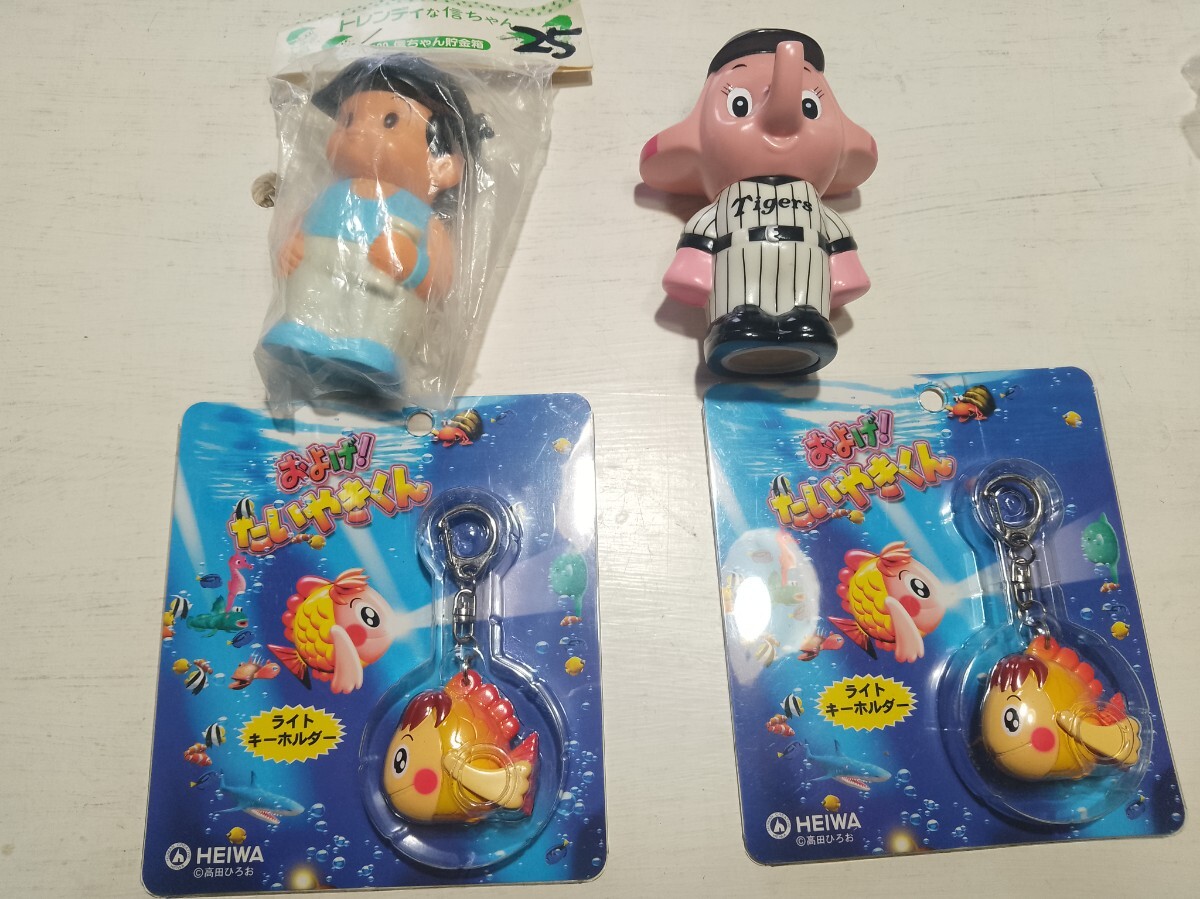 トレンディな信ちゃん
信ちゃん貯金箱
25
Tigers
およげ!
たいやきくん
ライト
キーホルダー
HEIWA
©高田ひろお
およげ!
たいやきくん
ライト
キーホルダー
HEIWA
©高田ひろお